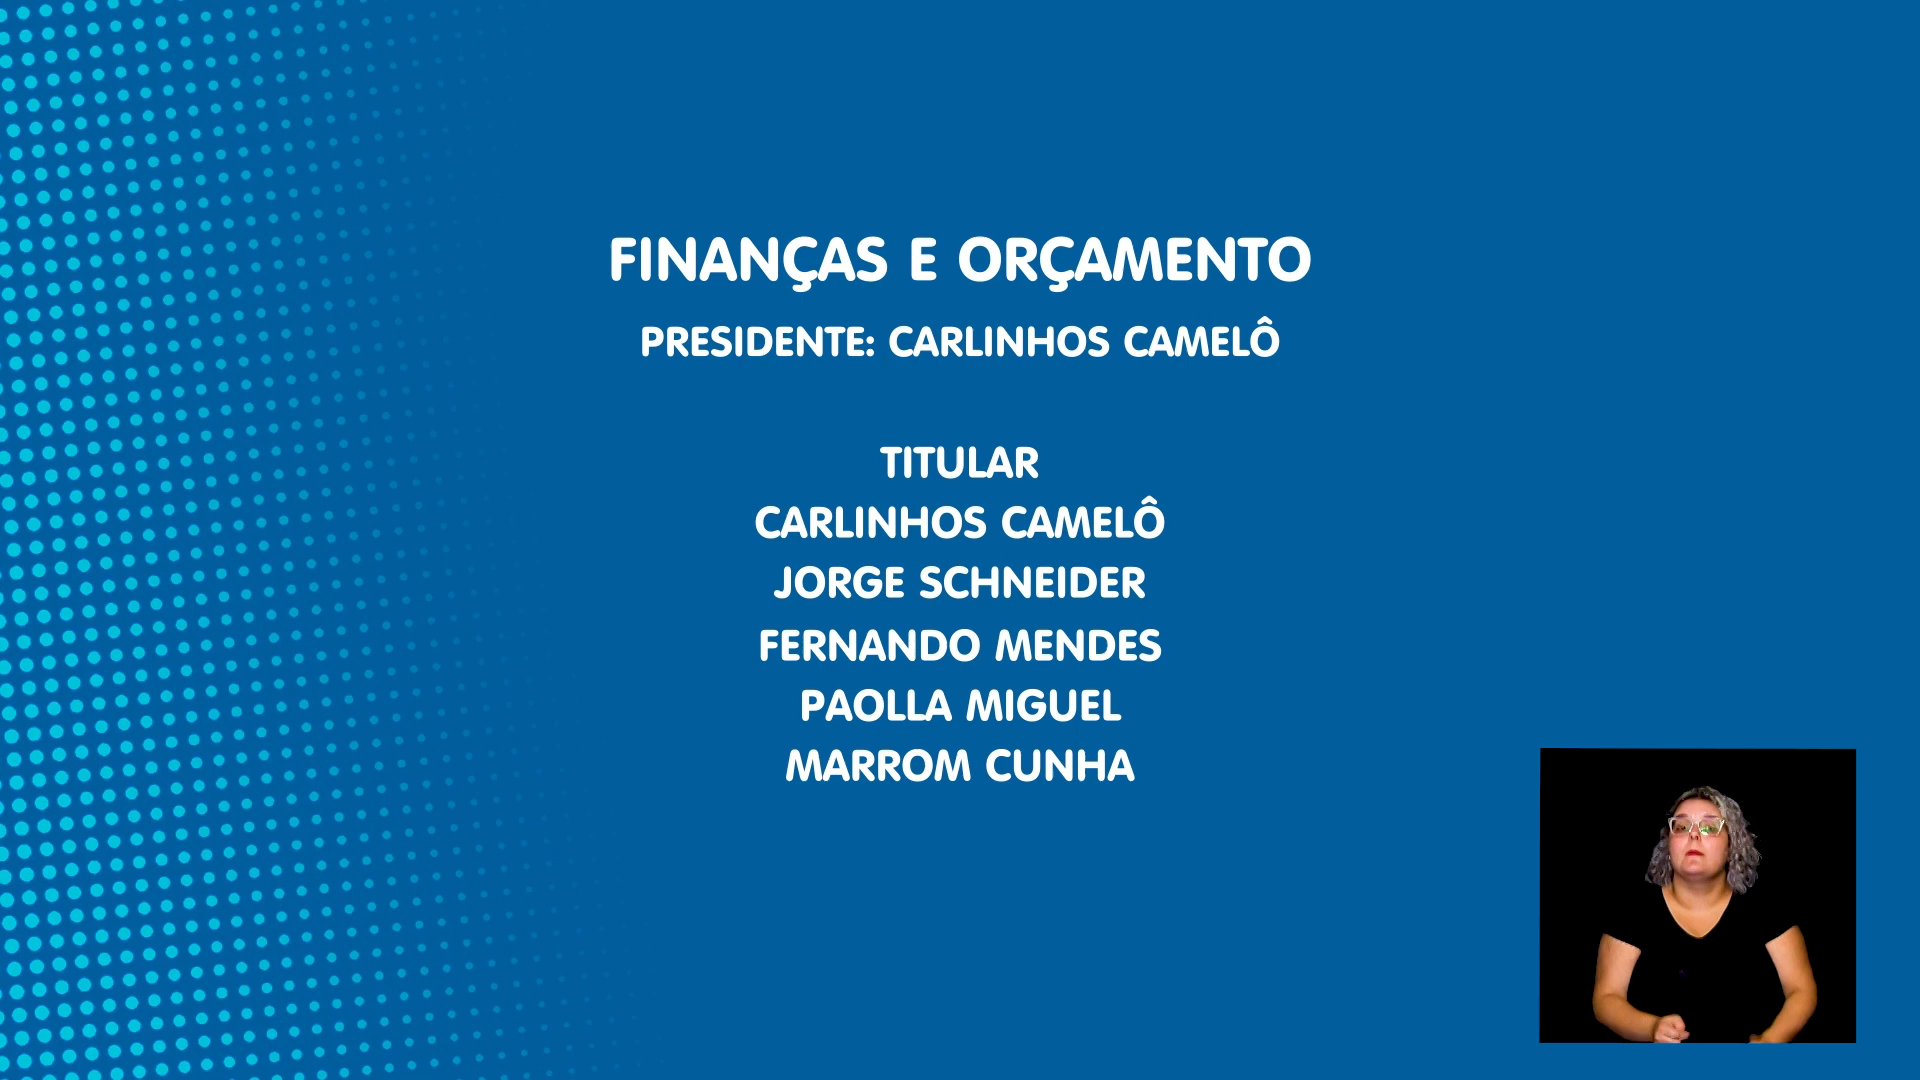 FINANÇAS E ORÇAMENTO
PRESIDENTE: CARLINHOS CAMELÔ
TITULAR
CARLINHOS CAMELÔ
JORGE SCHNEIDER
FERNANDO MENDES
PAOLLA MIGUEL
MARROM CUNHA